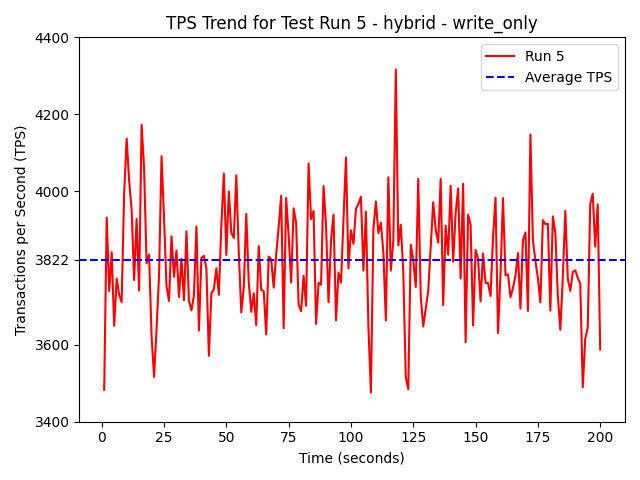 TPS Trend for Test Run 5 - hybrid - write_only
Run 5
Average TPS
Transactions per Second (TPS)
4400
4200
4000
3822
3600
3400
0 25 50 75 100 125 150 175 200
Time (seconds)